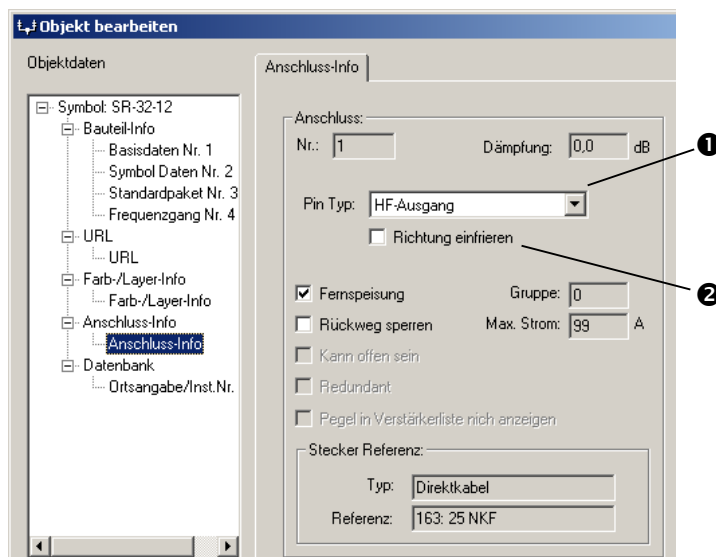 Objekt bearbeiten
Objektdaten
Symbol: SR-32-12
Bauteil-Info
Basisdaten Nr. 1
Symbol Daten Nr. 2
Standardpaket Nr. 3
Frequenzgang Nr. 4
URL
URL
Farb-/Layer-Info
Farb-/Layer-Info
Anschluss-Info
Anschluss-Info
Datenbank
Ortsangabe/Inst.Nr.
Anschluss-Info
Anschluss:
Nr.: 1 Dämpfung: 0,0 dB
❶
Pin Typ: HF-Ausgang
Richtung einfrieren
❷
Fernspeisung Gruppe: 0
Rückweg sperren Max. Strom: 99 A
Kann offen sein
Redundant
Pegel in Verstärkerliste nich anzeigen
Stecker Referenz:
Typ: Direktkabel
Referenz: 163: 25 NKF